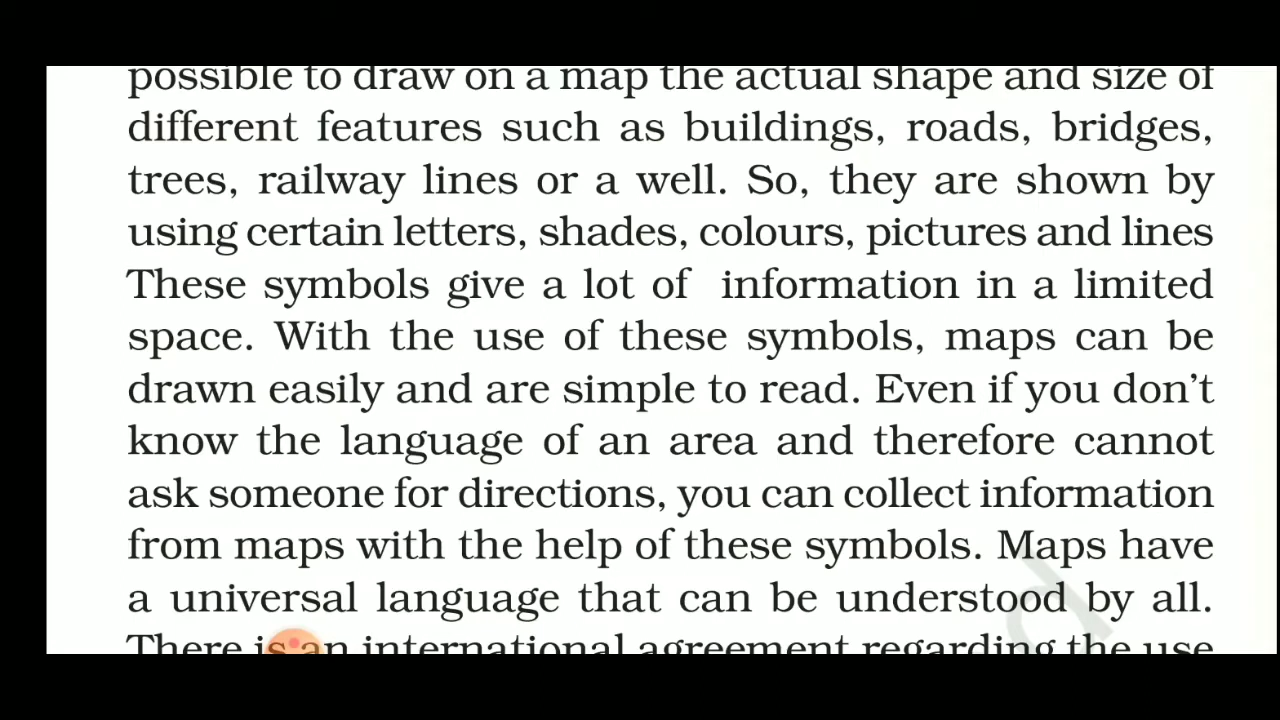 possible to draw on a map the actual shape and size of
different features such as buildings, roads, bridges,
trees, railway lines or a well. So, they are shown by
using certain letters, shades, colours, pictures and lines
These symbols give a lot of information in a limited
space. With the use of these symbols, maps can be
drawn easily and are simple to read. Even if you don’t
know the language of an area and therefore cannot
ask someone for directions, you can collect information
from maps with the help of these symbols. Maps have
a universal language that can be understood by all.
There is an international agreement regarding the use